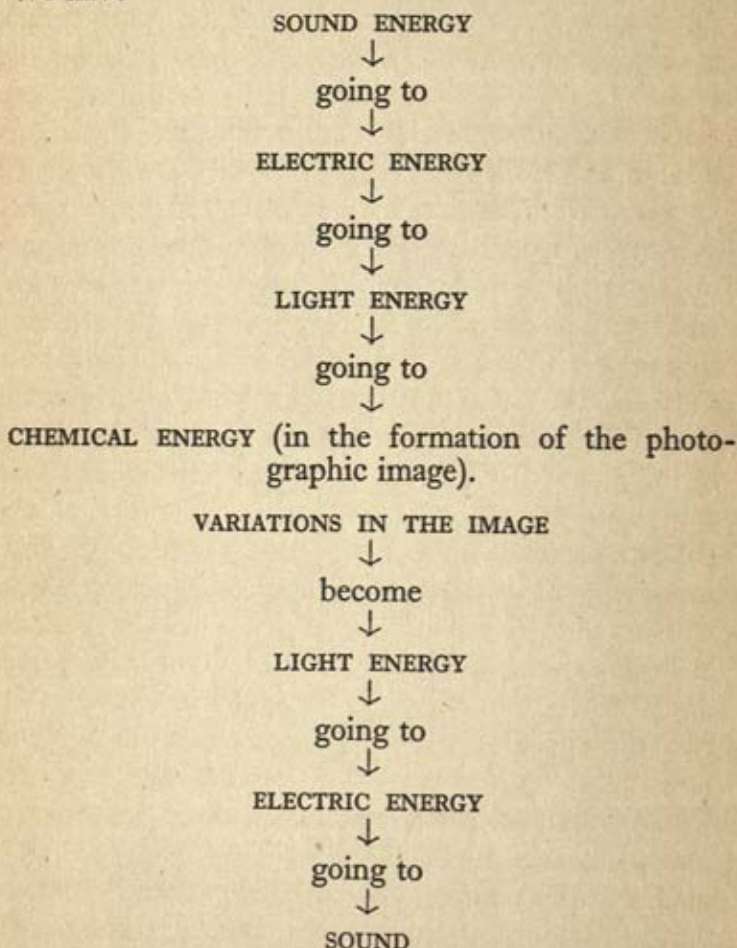 SOUND ENERGY
↓
going to
↓
ELECTRIC ENERGY
↓
going to
↓
LIGHT ENERGY
↓
going to
↓
CHEMICAL ENERGY (in the formation of the photo-
graphic image).
VARIATIONS IN THE IMAGE
↓
become
↓
LIGHT ENERGY
↓
going to
↓
ELECTRIC ENERGY
↓
going to
↓
SOUND